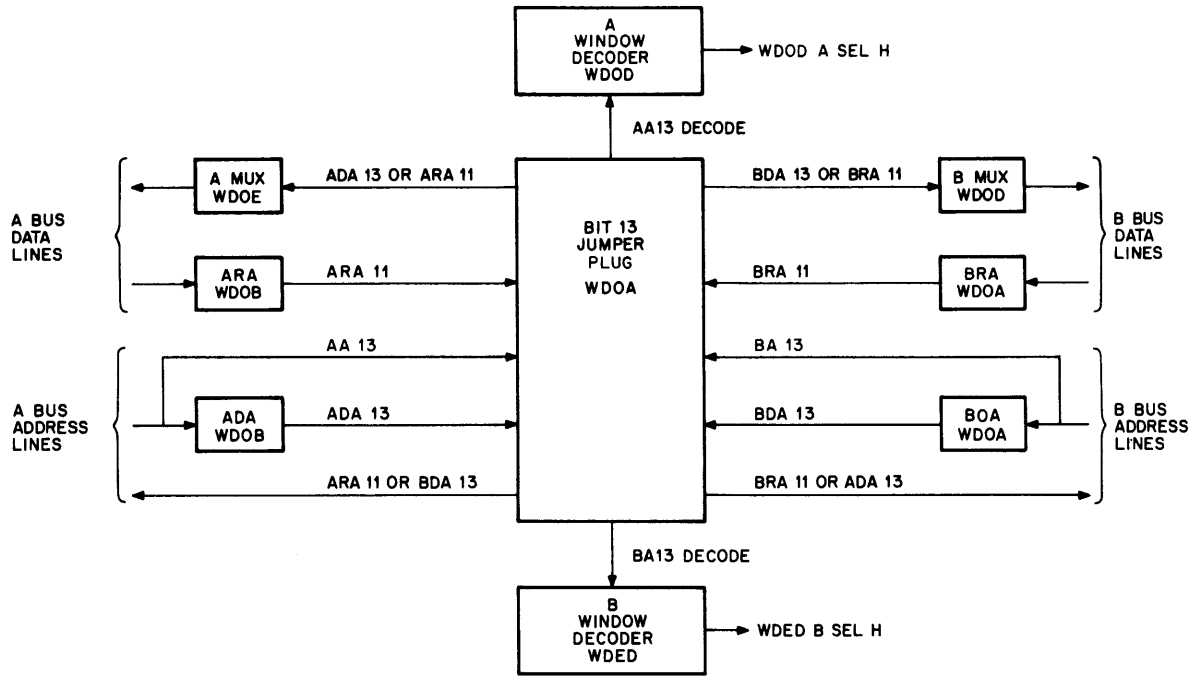 A
WINDOW
DECODER
WDOD
WDOD A SEL H
AA13 DECODE
A BUS
DATA
LINES
A MUX
WDOE
ADA 13 OR ARA 11
ARA
WDOB
ARA 11
BIT 13
JUMPER
PLUG
WDOA
BDA 13 OR BRA 11
B MUX
WDOD
BRA 11
BRA
WDOA
B BUS
DATA
LINES
A BUS
ADDRESS
LINES
AA 13
ADA
WDOB
ADA 13
ARA 11 OR BDA 13
BA 13
BDA 13
BOA
WDOA
BRA 11 OR ADA 13
B BUS
ADDRESS
LINES
BA13 DECODE
B
WINDOW
DECODER
WDED
WDED B SEL H